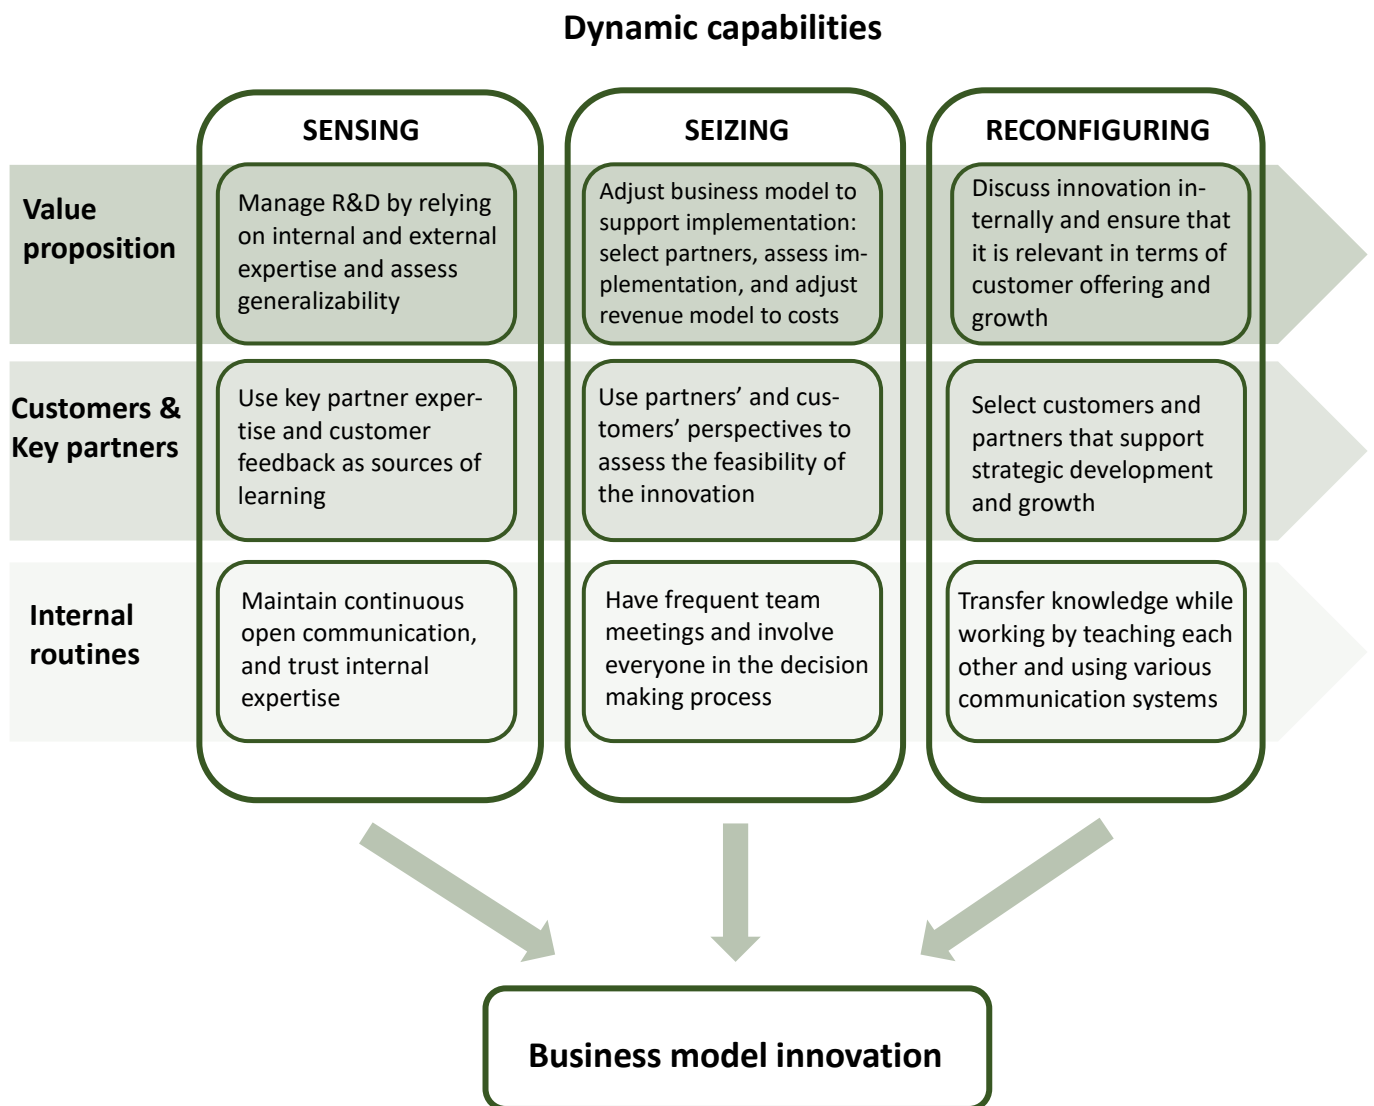 Dynamic capabilities
SENSING
SEIZING
RECONFIGURING
Value
proposition
Manage R&D by relying
on internal and external
expertise and assess
generalizability
Adjust business model to
support implementation:
select partners, assess im-
plementation, and adjust
revenue model to costs
Discuss innovation in-
ternally and ensure that
it is relevant in terms of
customer offering and
growth
Customers &
Key partners
Use key partner exper-
tise and customer
feedback as sources of
learning
Use partners’ and cus-
tomers’ perspectives to
assess the feasibility of
the innovation
Select customers and
partners that support
strategic development
and growth
Internal
routines
Maintain continuous
open communication,
and trust internal
expertise
Have frequent team
meetings and involve
everyone in the decision
making process
Transfer knowledge while
working by teaching each
other and using various
communication systems
Business model innovation